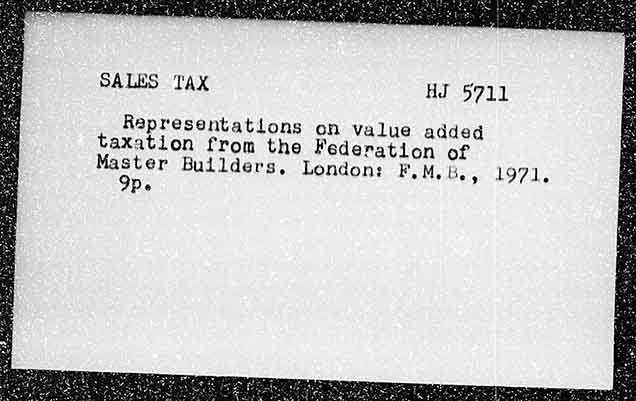 SALES TAX HJ 5711
Representations on value added
taxation from the Federation of
Master Builders. London: F.M.B., 1971.
9p.